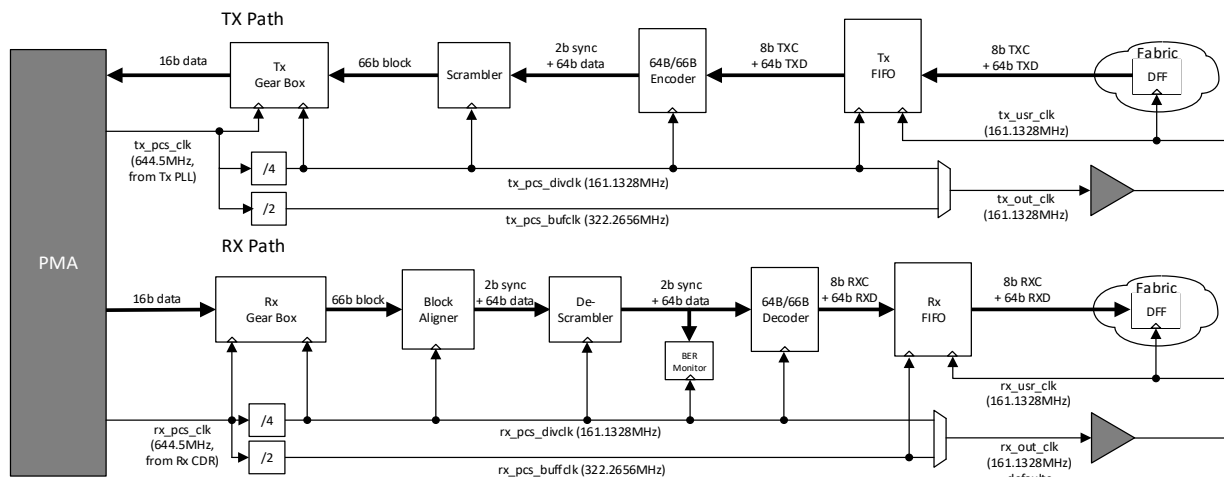 TX Path
16b data
Tx
Gear Box
66b block
Scrambler
2b sync
+ 64b data
64B/66B
Encoder
8b TXC
+ 64b TXD
Tx
FIFO
8b TXC
+ 64b TXD
Fabric
DFF
tx_usr_clk
(161.1328MHz)
tx_pcs_clk
(644.5MHz,
from Tx PLL)
/4
tx_pcs_divclk (161.1328MHz)
/2
tx_pcs_bufclk (322.2656MHz)
tx_out_clk
(161.1328MHz)
PMA
RX Path
16b data
Rx
Gear Box
66b block
Block
Aligner
2b sync
+ 64b data
De-
Scrambler
2b sync
+ 64b data
BER
Monitor
64B/66B
Decoder
8b RXC
+ 64b RXD
Rx
FIFO
8b RXC
+ 64b RXD
Fabric
DFF
rx_usr_clk
(161.1328MHz)
rx_pcs_clk
(644.5MHz,
from Rx CDR)
/4
rx_pcs_divclk (161.1328MHz)
/2
rx_pcs_buffclk (322.2656MHz)
rx_out_clk
(161.1328MHz)